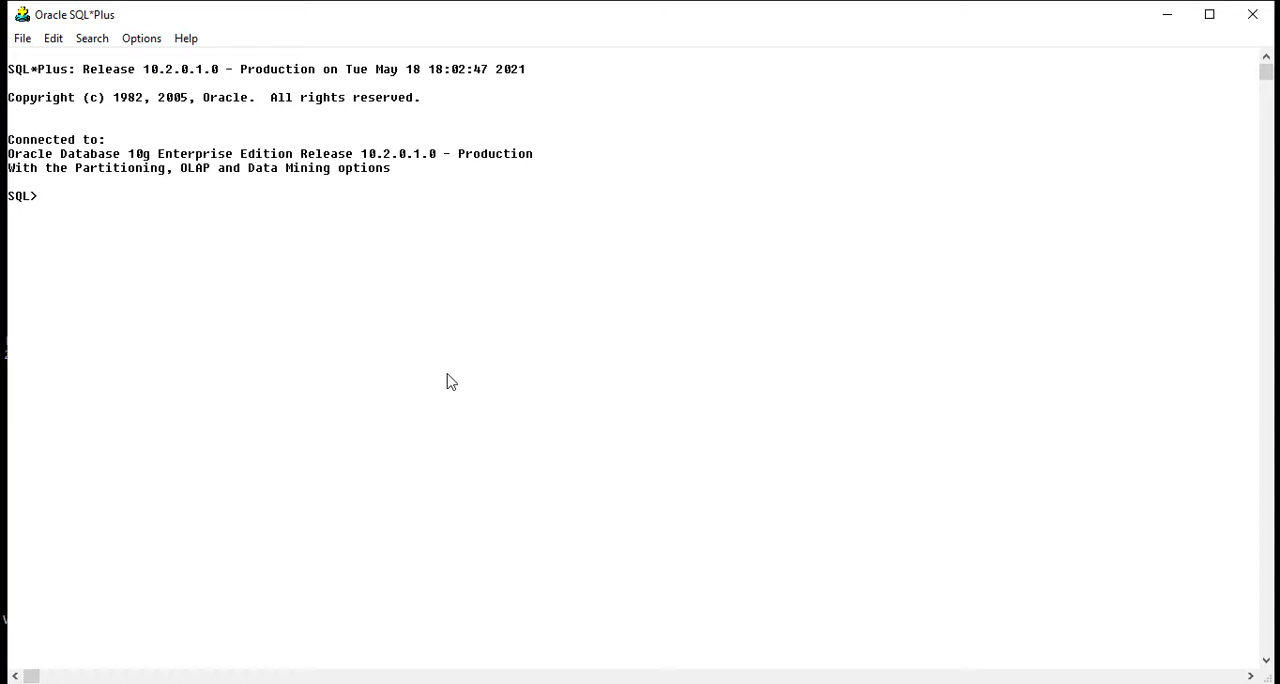 Oracle SQL*Plus
File Edit Search Options Help
SQL*Plus: Release 10.2.0.1.0 - Production on Tue May 18 18:02:47 2021
Copyright (c) 1982, 2005, Oracle.  All rights reserved.
Connected to:
Oracle Database 10g Enterprise Edition Release 10.2.0.1.0 - Production
With the Partitioning, OLAP and Data Mining options
SQL>